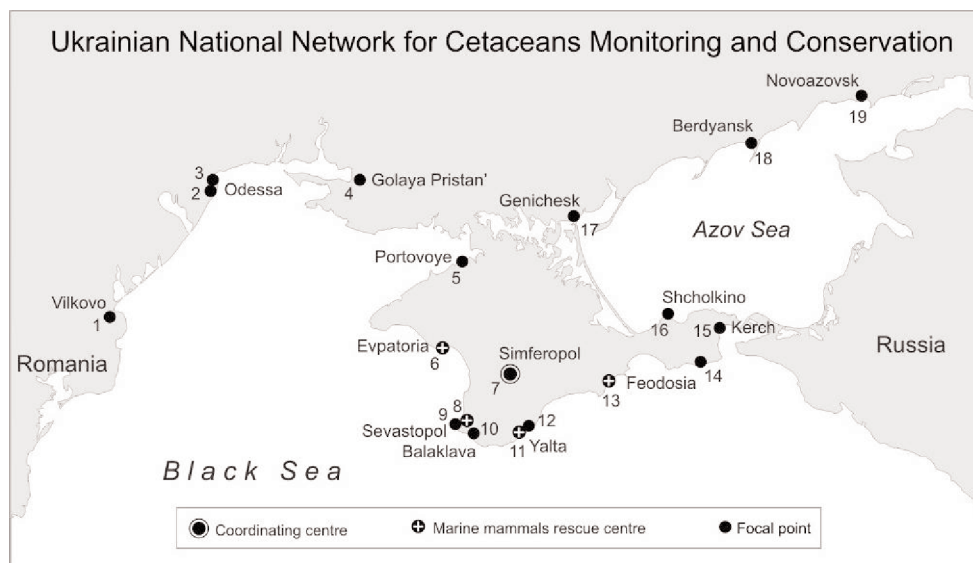 Ukrainian National Network for Cetaceans Monitoring and Conservation
Novoazovsk
19
Berdyansk
18
3
2
Odessa
4
Golaya Pristan'
Genichesk
17
Azov Sea
Portovoye
5
Vilkovo
1
Shcholkino
16
15
Kerch
Romania
Russia
Evpatoria
6
Simferopol
7
Feodosia
14
13
8
9
Sevastopol
10
12
Balaklava
11
Yalta
Black Sea
Coordinating centre
Marine mammals rescue centre
Focal point